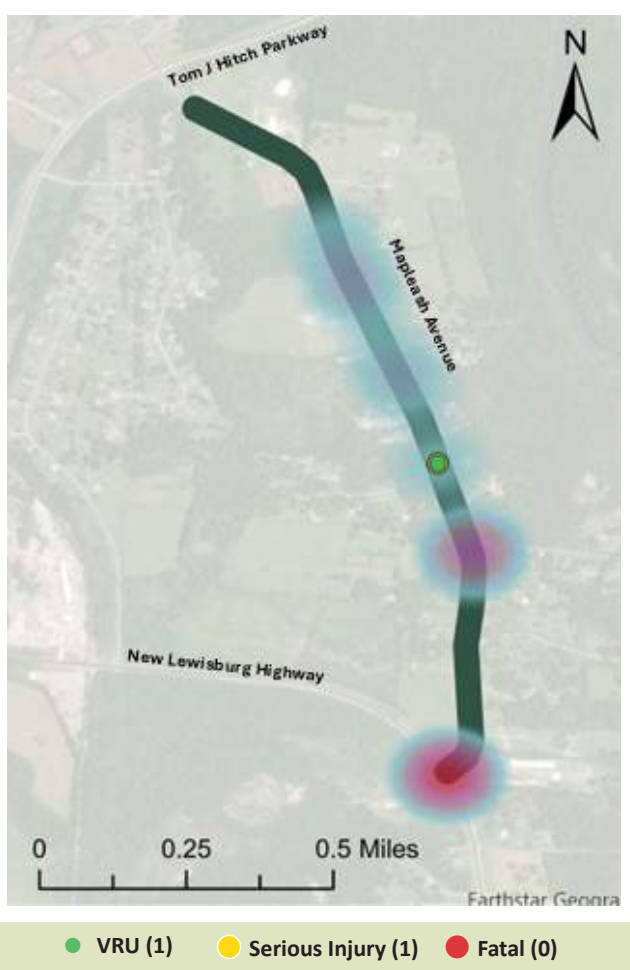 Tom J Hitch Parkway
N
Mapleash Avenue
New Lewisburg Highway
0 0.25 0.5 Miles
Earthstar Geogra
VRU (1) Serious Injury (1) Fatal (0)